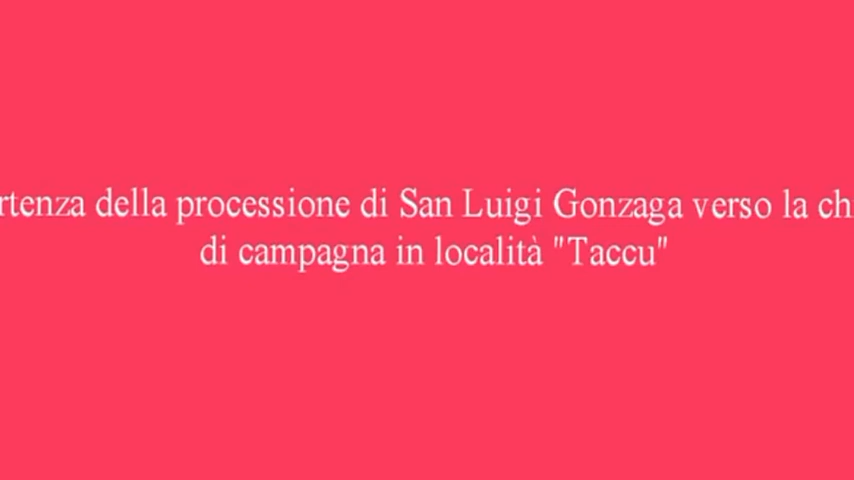 rtenza della processione di San Luigi Gonzaga verso la ch
di campagna in località "Taccu"